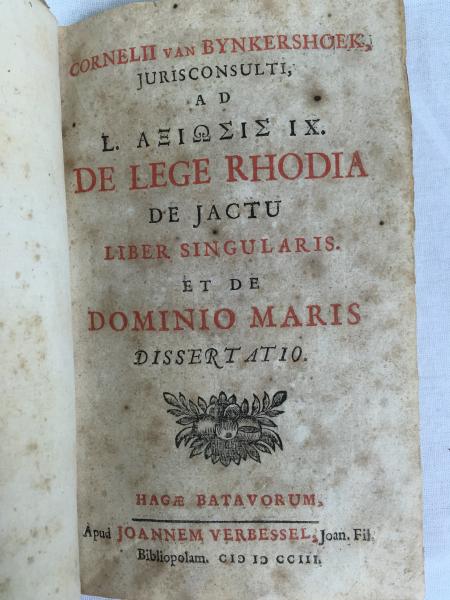 CORNELII VAN BYNKERSHOEK,
JURISCONSULTI,
AD
L. ΑΞΙΩΣΙΣ IX.
DE LEGE RHODIA
DE JACTU
LIBER SINGULARIS.
ET DE
DOMINIO MARIS
DISSERTATIO.
HAGÆ BATAVORUM,
Apud JOANNEM VERBESSEL, Joan. Fil.
Bibliopolam. CIↃ IↃ CCIII.